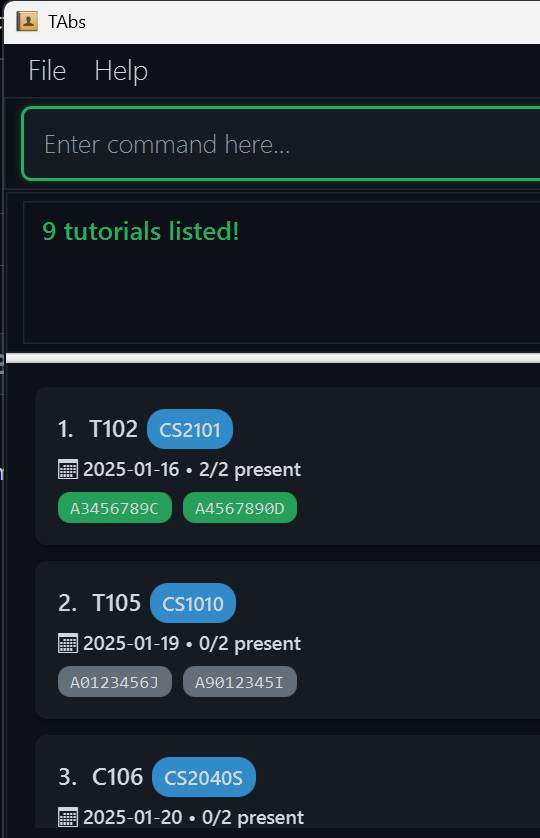 TAbs
File Help
Enter command here...
9 tutorials listed!
1. T102 CS2101
2025-01-16 • 2/2 present
A3456789C A4567890D
2. T105 CS1010
2025-01-19 • 0/2 present
A0123456J A9012345I
3. C106 CS2040S
2025-01-20 • 0/2 present